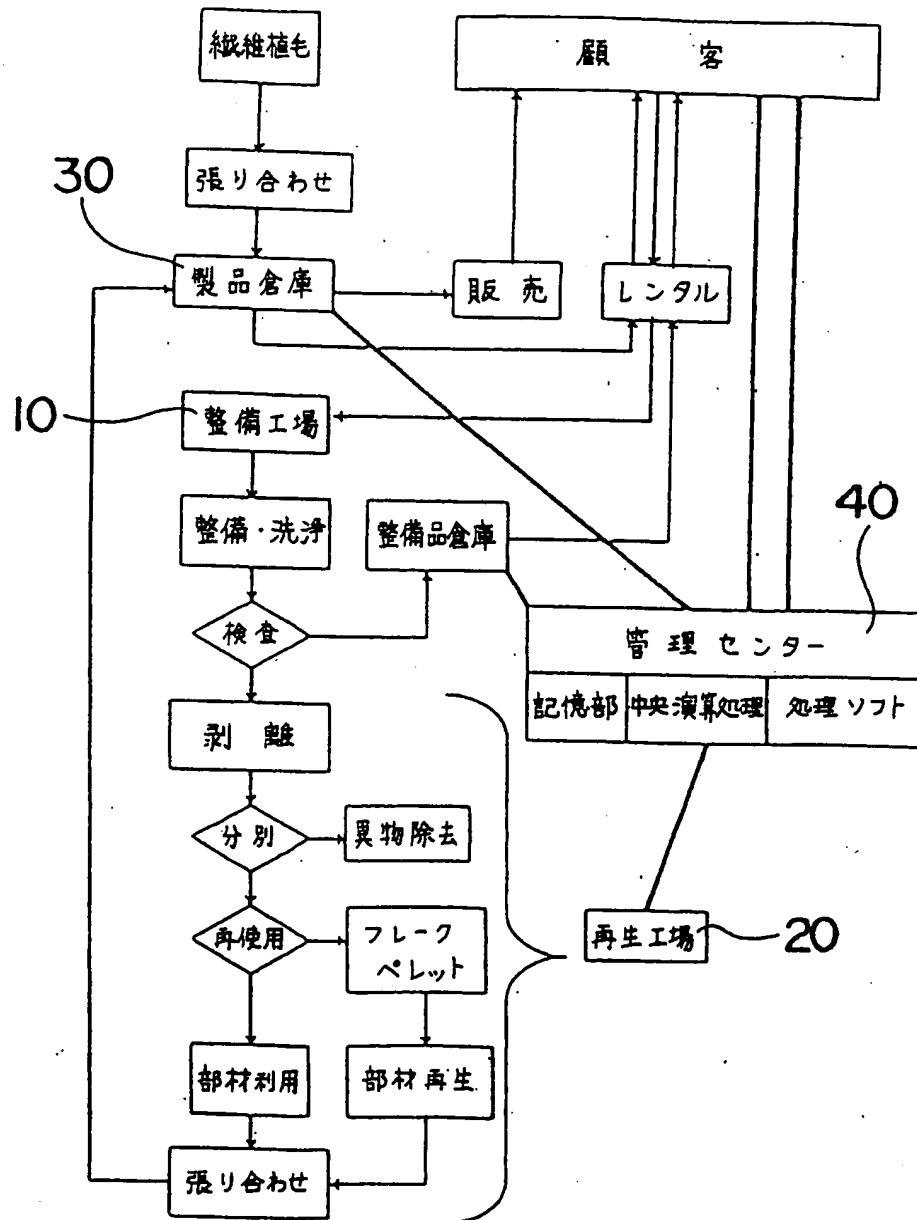 繊維植毛
顧客
張り合わせ
30
製品倉庫
販売
レンタル
10
整備工場
整備・洗浄
整備品倉庫
40
検査
管理センター
記憶部
中央演算処理
処理ソフト
剥離
分別
異物除去
再使用
フレーク
ペレット
再生工場
20
部材利用
部材再生
張り合わせ